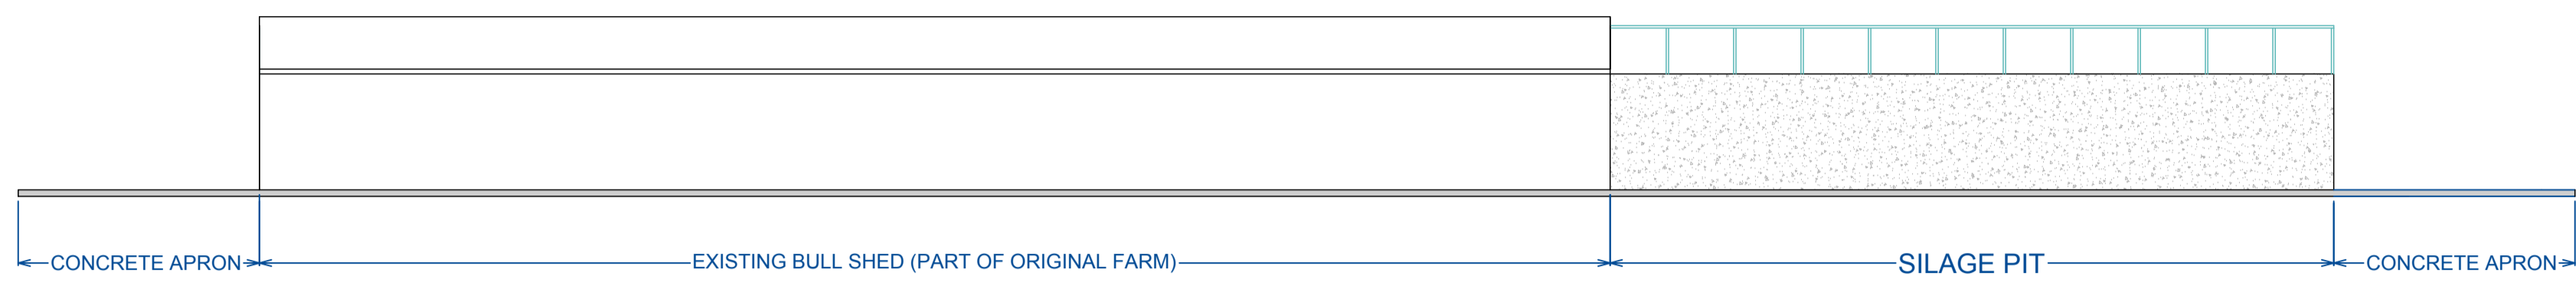 CONCRETE APRON
EXISTING BULL SHED (PART OF ORIGINAL FARM)
SILAGE PIT
CONCRETE APRON